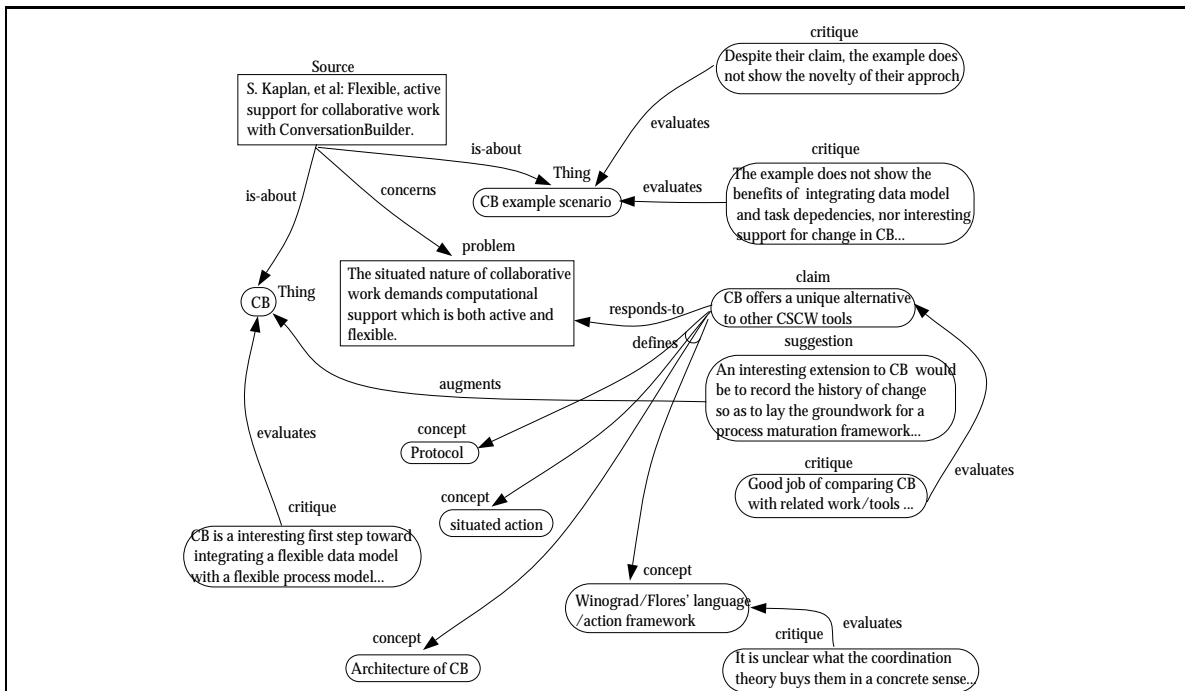 critique
Despite their claim, the example does
not show the novelty of their approch
Source
S. Kaplan, et al: Flexible, active
support for collaborative work
with ConversationBuilder.
evaluates
is-about
critique
The example does not show the
benefits of integrating data model
and task depedencies, nor interesting
support for change in CB...
Thing
evaluates
CB example scenario
is-about
concerns
problem
The situated nature of collaborative
work demands computational
support which is both active and
flexible.
Thing
CB
claim
CB offers a unique alternative
to other CSCW tools
responds-to
defines
suggestion
An interesting extension to CB would
be to record the history of change
so as to lay the groundwork for a
process maturation framework...
augments
evaluates
concept
Protocol
critique
Good job of comparing CB
with related work/tools ...
evaluates
concept
situated action
critique
CB is a interesting first step toward
integrating a flexible data model
with a flexible process model...
concept
Winograd/Flores' language
/action framework
evaluates
concept
Architecture of CB
critique
It is unclear what the coordination
theory buys them in a concrete sense...